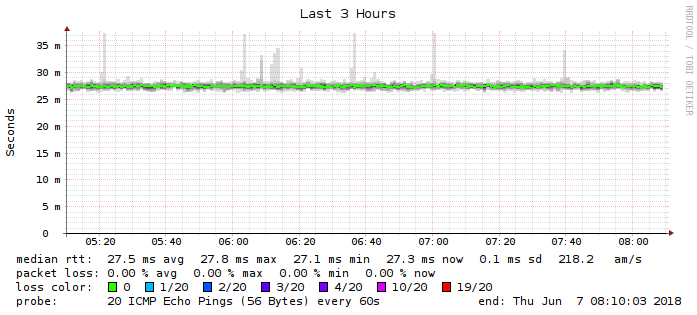 Last 3 Hours
RRDTOOL / TOBI OETIKER
Seconds
35 m
30 m
25 m
20 m
15 m
10 m
5 m
0
05:20 05:40 06:00 06:20 06:40 07:00 07:20 07:40 08:00
median rtt: 27.5 ms avg 27.8 ms max 27.1 ms min 27.3 ms now 0.1 ms sd 218.2 am/s
packet loss: 0.00 % avg 0.00 % max 0.00 % min 0.00 % now
loss color: 0 1/20 2/20 3/20 4/20 10/20 19/20
probe: 20 ICMP Echo Pings (56 Bytes) every 60s end: Thu Jun 7 08:10:03 2018